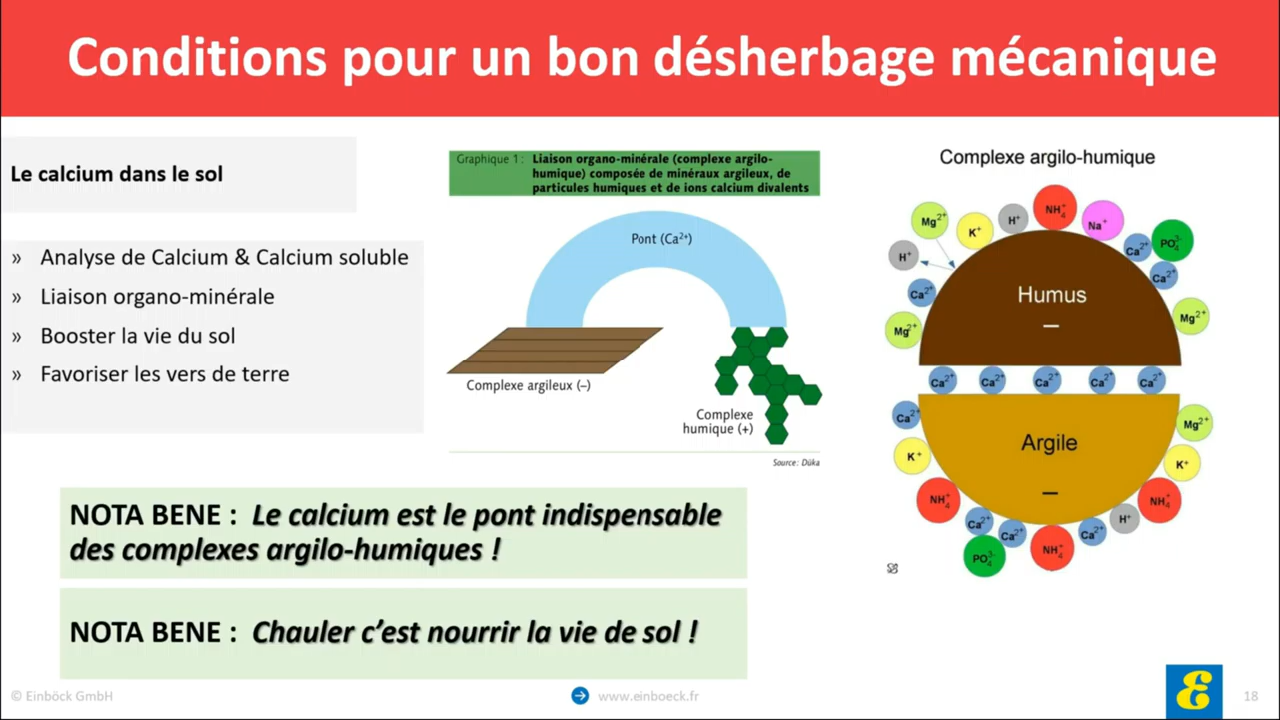 Conditions pour un bon désherbage mécanique
Le calcium dans le sol
» Analyse de Calcium & Calcium soluble
» Liaison organo-minérale
» Booster la vie du sol
» Favoriser les vers de terre
Graphique 1 : Liaison organo-minérale (complexe argilo-
humique) composée de minéraux argileux, de
particules humiques et de ions calcium divalents
Pont (Ca²⁺)
Complexe argileux (–)
Complexe
humique (+)
Source: Düka
Complexe argilo-humique
NH₄⁺
Mg²⁺
K⁺
H⁺
Na⁺
Ca²⁺
PO₄³⁻
H⁺
Ca²⁺
Ca²⁺
Mg²⁺
Mg²⁺
Humus
–
Ca²⁺ Ca²⁺ Ca²⁺ Ca²⁺ Ca²⁺
Ca²⁺
Mg²⁺
Argile
–
K⁺
K⁺
NH₄⁺
NH₄⁺
Ca²⁺
Ca²⁺
Ca²⁺
H⁺
PO₄³⁻
NH₄⁺
NOTA BENE : Le calcium est le pont indispensable
des complexes argilo-humiques !
NOTA BENE : Chauler c’est nourrir la vie de sol !
© Einböck GmbH
www.einboeck.fr
E
18